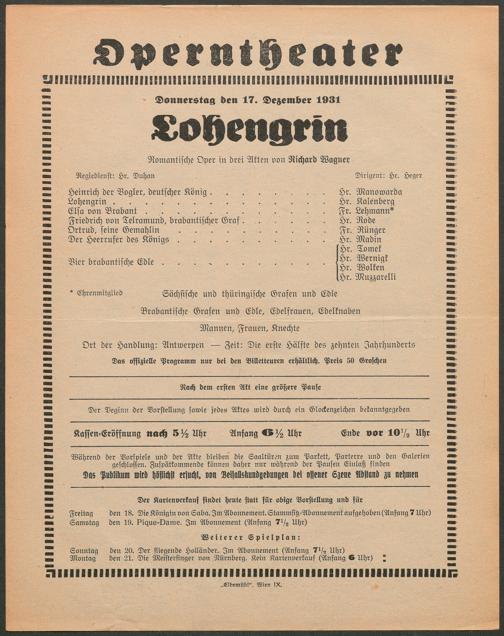 Operntheater
Donnerstag den 17. Dezember 1931
Lohengrin
Romantische Oper in drei Akten von Richard Wagner
Regiedienst: Hr. Duhan Dirigent: Hr. Heger
Heinrich der Vogler, deutscher König . . . . . . . . . . Hr. Manowarda
Lohengrin . . . . . . . . . . Hr. Kalenberg
Elsa von Brabant . . . . . . . . . . Fr. Lehmann*
Friedrich von Telramund, brabantischer Graf . . . . . . . . Hr. Rode
Ortrud, seine Gemahlin . . . . . . . . . . Fr. Rünger
Der Heerrufer des Königs . . . . . . . . . . Hr. Madin
Vier brabantische Edle . . . . . . . . . . Hr. Tomek
Hr. Wernigk
Hr. Wolken
Hr. Muzzarelli
* Ehrenmitglied Sächsische und thüringische Grafen und Edle
Brabantische Grafen und Edle, Edelfrauen, Edelknaben
Mannen, Frauen, Knechte
Ort der Handlung: Antwerpen — Zeit: Die erste Hälfte des zehnten Jahrhunderts
Das offizielle Programm nur bei den Billetteuren erhältlich. Preis 50 Groschen
Nach dem ersten Akt eine größere Pause
Der Beginn der Vorstellung sowie jedes Aktes wird durch ein Glockenzeichen bekanntgegeben
Kassen-Eröffnung nach 5½ Uhr Anfang 6½ Uhr Ende vor 10½ Uhr
Während der Vorspiele und der Akte bleiben die Saaltüren zum Parkett, Parterre und den Galerien
geschlossen. Zuspätkommende können daher nur während der Pausen Einlaß finden
Das Publikum wird höflichst ersucht, von Beifallskundgebungen bei offener Szene Abstand zu nehmen
Der Kartenverkauf findet heute statt für obige Vorstellung und für
Freitag den 18. Die Königin von Saba. Im Abonnement. Stammsitz-Abonnement aufgehoben (Anfang 7 Uhr)
Samstag den 19. Pique-Dame. Im Abonnement (Anfang 7½ Uhr)
Weiterer Spielplan:
Sonntag den 20. Der fliegende Holländer. Im Abonnement (Anfang 7½ Uhr)
Montag den 21. Die Meistersinger von Nürnberg. Kein Kartenverkauf (Anfang 6 Uhr)
„Elbemühl“, Wien IX.